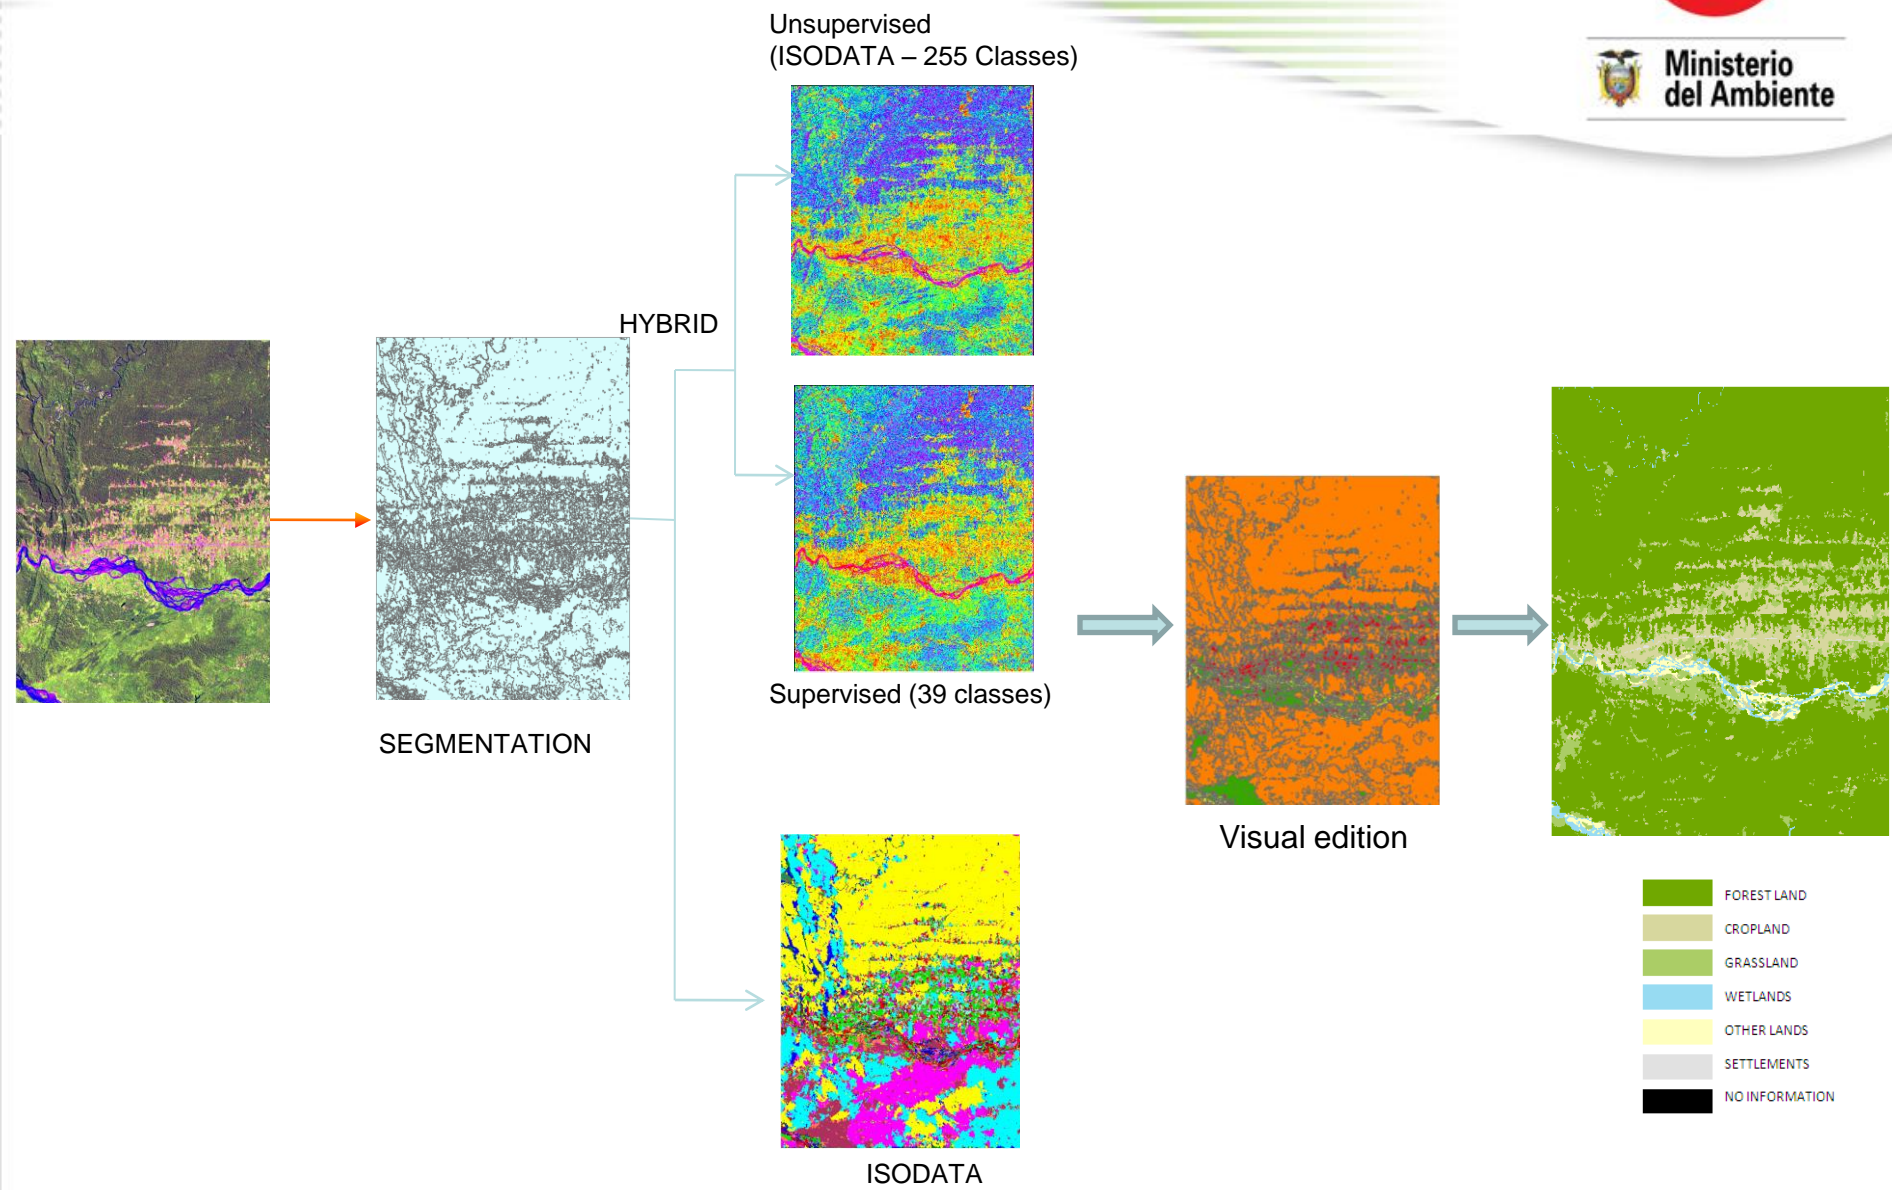 Unsupervised
(ISODATA – 255 Classes)
Ministerio
del Ambiente
HYBRID
Supervised (39 classes)
SEGMENTATION
Visual edition
FOREST LAND
CROPLAND
GRASSLAND
WETLANDS
OTHER LANDS
SETTLEMENTS
NO INFORMATION
ISODATA